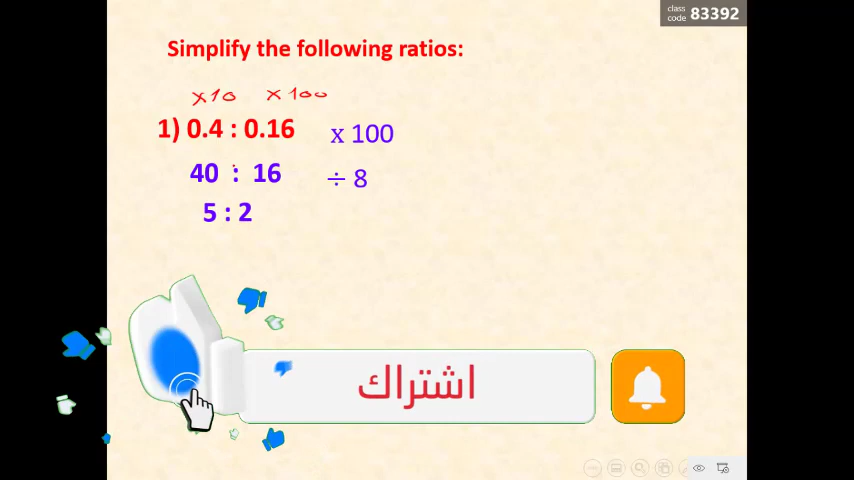 class code 83392
Simplify the following ratios:
x10 x100
1) 0.4 : 0.16 x 100
40 : 16 ÷ 8
5 : 2
اشتراك